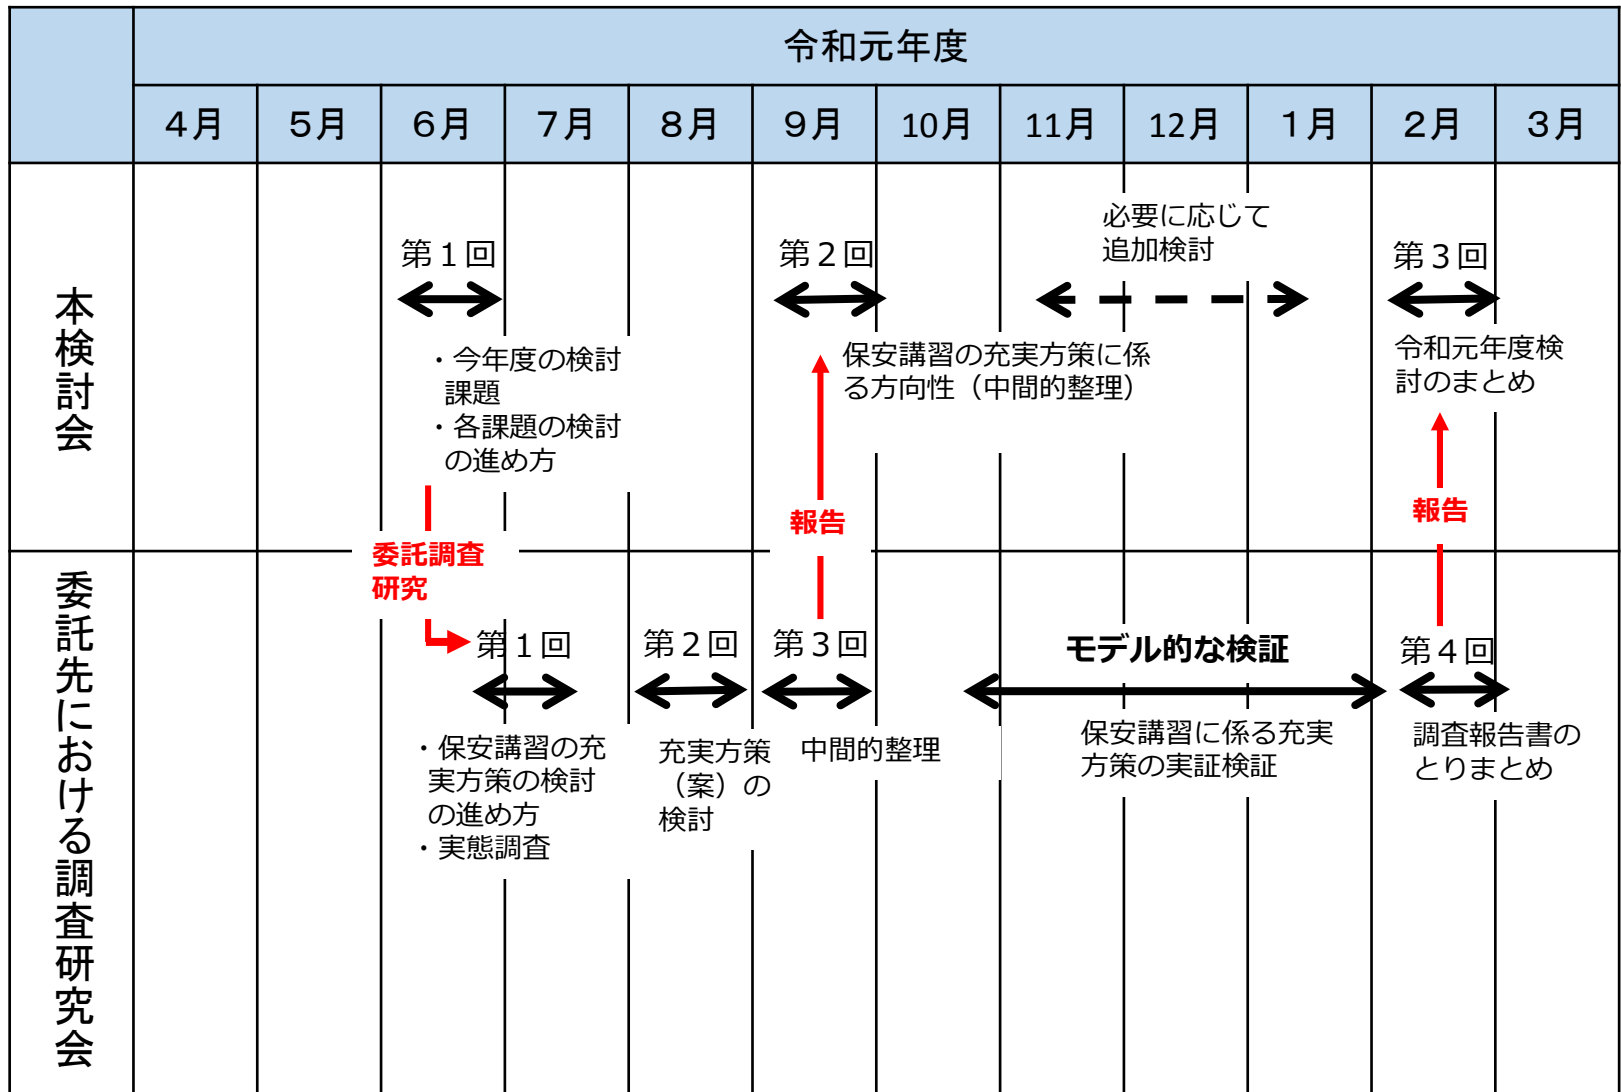 令和元年度
４月 ５月 ６月 ７月 ８月 ９月 10月 11月 12月 １月 ２月 ３月
本検討会
第１回
・今年度の検討
課題
・各課題の検討
の進め方
第２回
保安講習の充実方策に係
る方向性（中間的整理）
必要に応じて
追加検討
第３回
令和元年度検
討のまとめ
委託調査
研究
報告
報告
委託先における調査研究会
第１回
・保安講習の充
実方策の検討
の進め方
・実態調査
第２回
充実方策
（案）の
検討
第３回
中間的整理
モデル的な検証
保安講習に係る充実
方策の実証検証
第４回
調査報告書の
とりまとめ